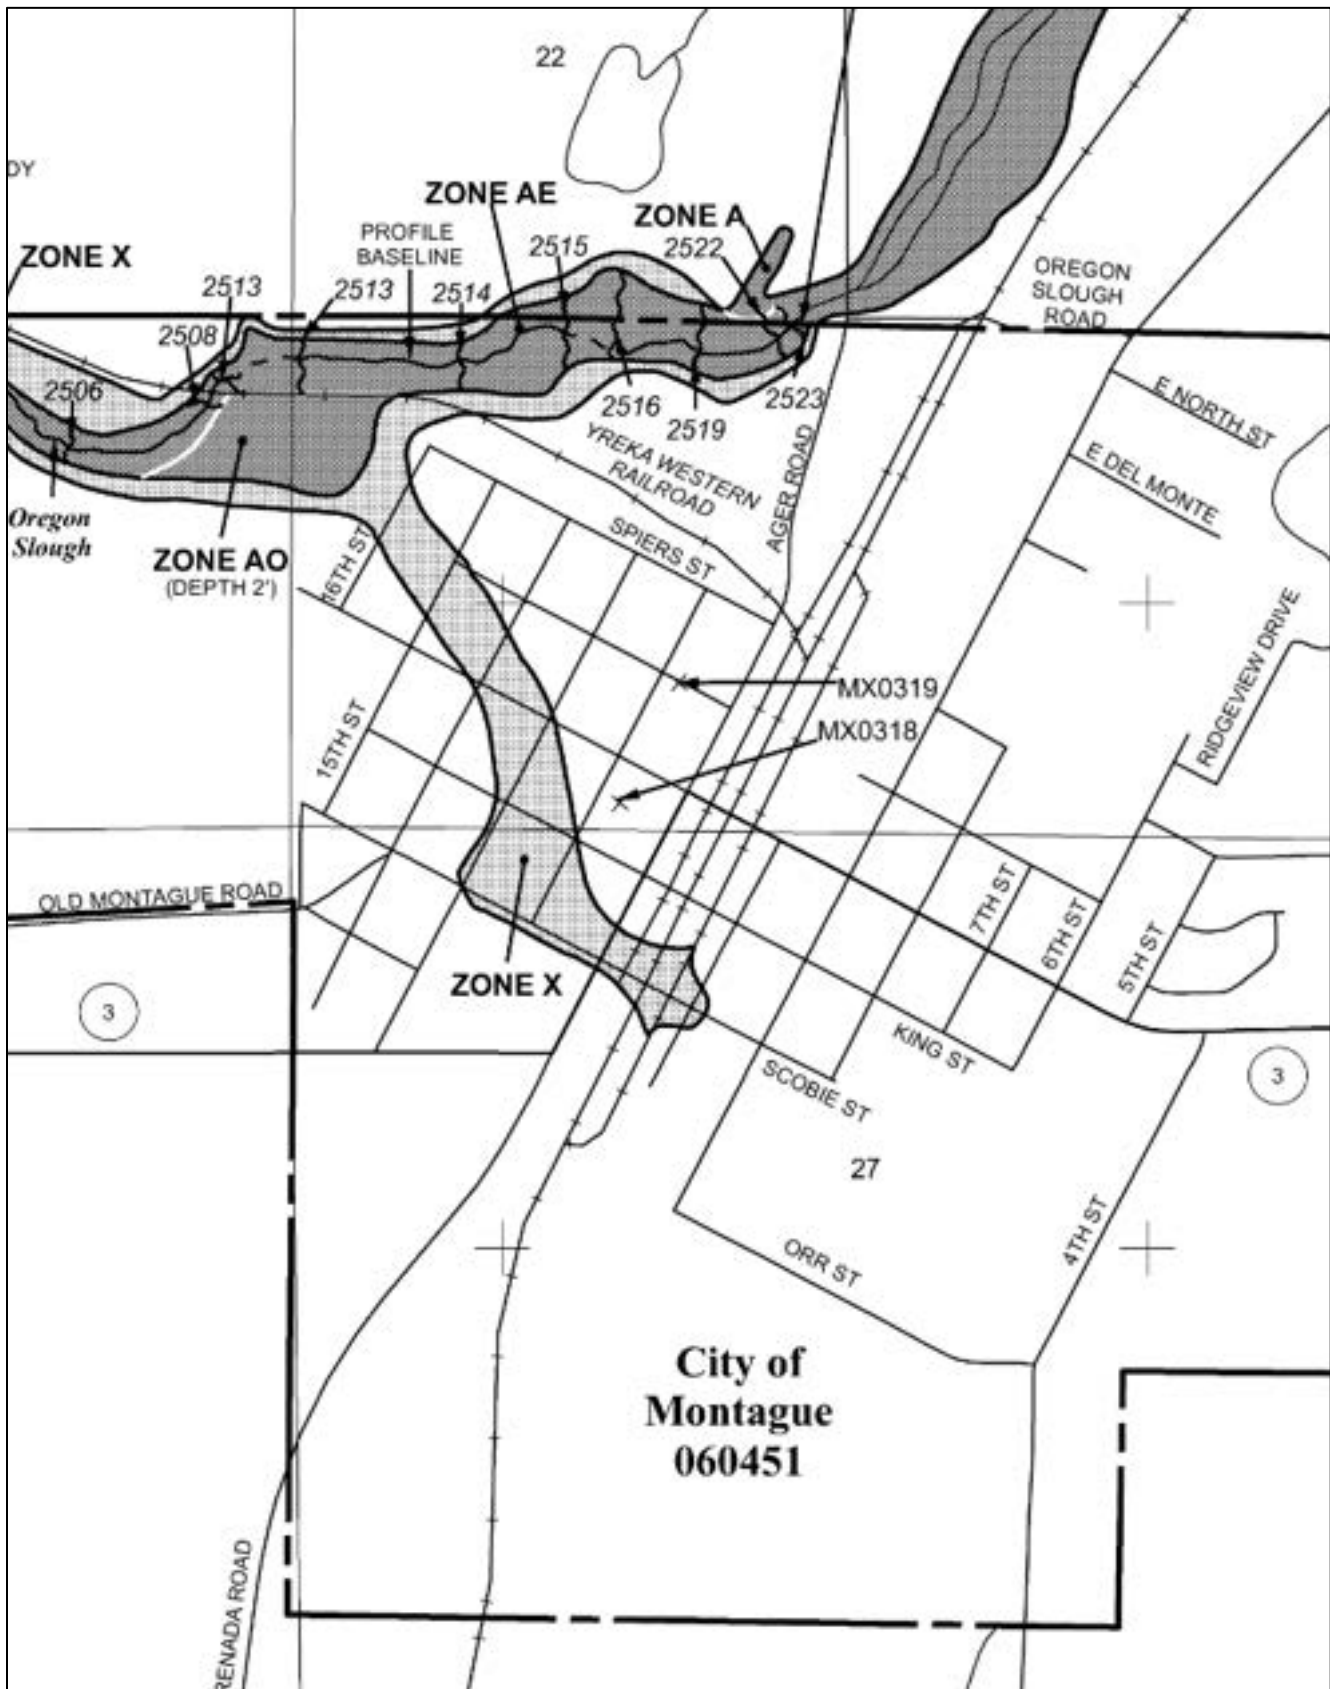 22
DY
ZONE AE
ZONE A
PROFILE
BASELINE
2515
2522
ZONE X
2513
2513
2514
OREGON
SLOUGH
ROAD
2508
2506
2516
2519
2523
E NORTH ST
E DEL MONTE
YREKA WESTERN
RAILROAD
AGER ROAD
Oregon
Slough
ZONE AO
(DEPTH 2')
16TH ST
SPIERS ST
RIDGEVIEW DRIVE
MX0319
MX0318
15TH ST
OLD MONTAGUE ROAD
7TH ST
6TH ST
5TH ST
ZONE X
3
KING ST
SCOBIE ST
3
27
4TH ST
ORR ST
City of
Montague
060451
RENADA ROAD